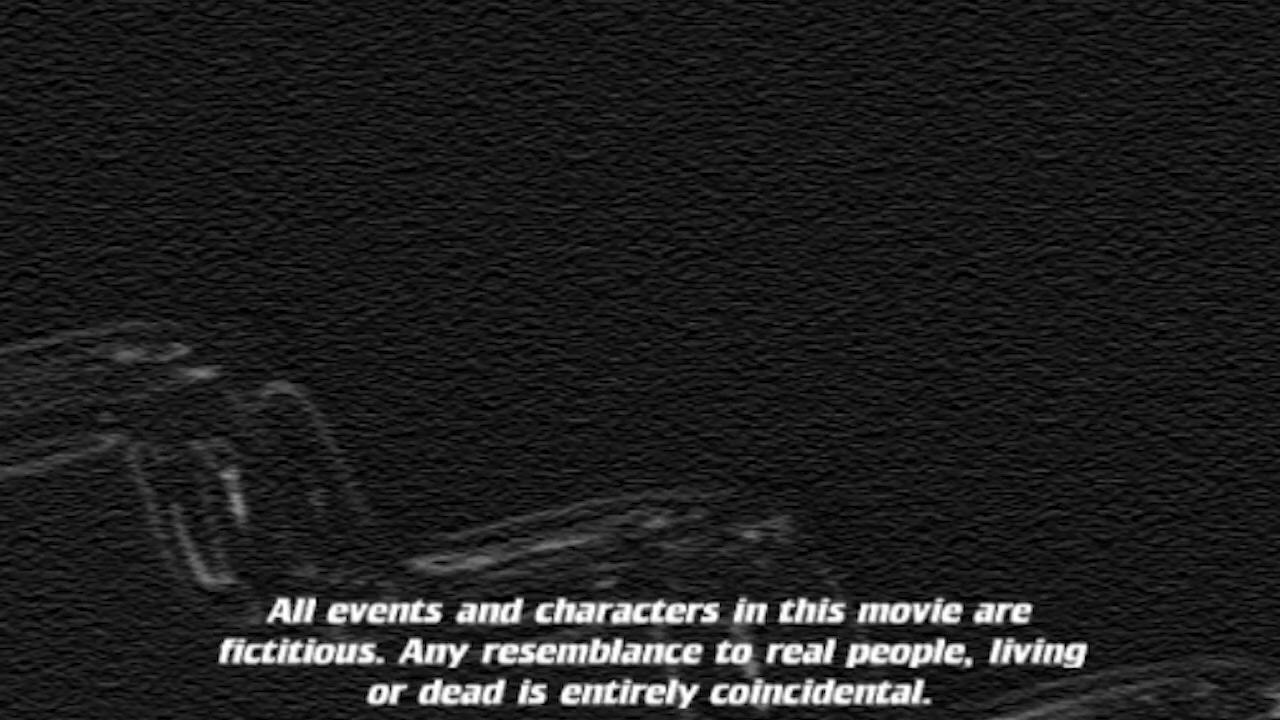 All events and characters in this movie are
fictitious. Any resemblance to real people, living
or dead is entirely coincidental.